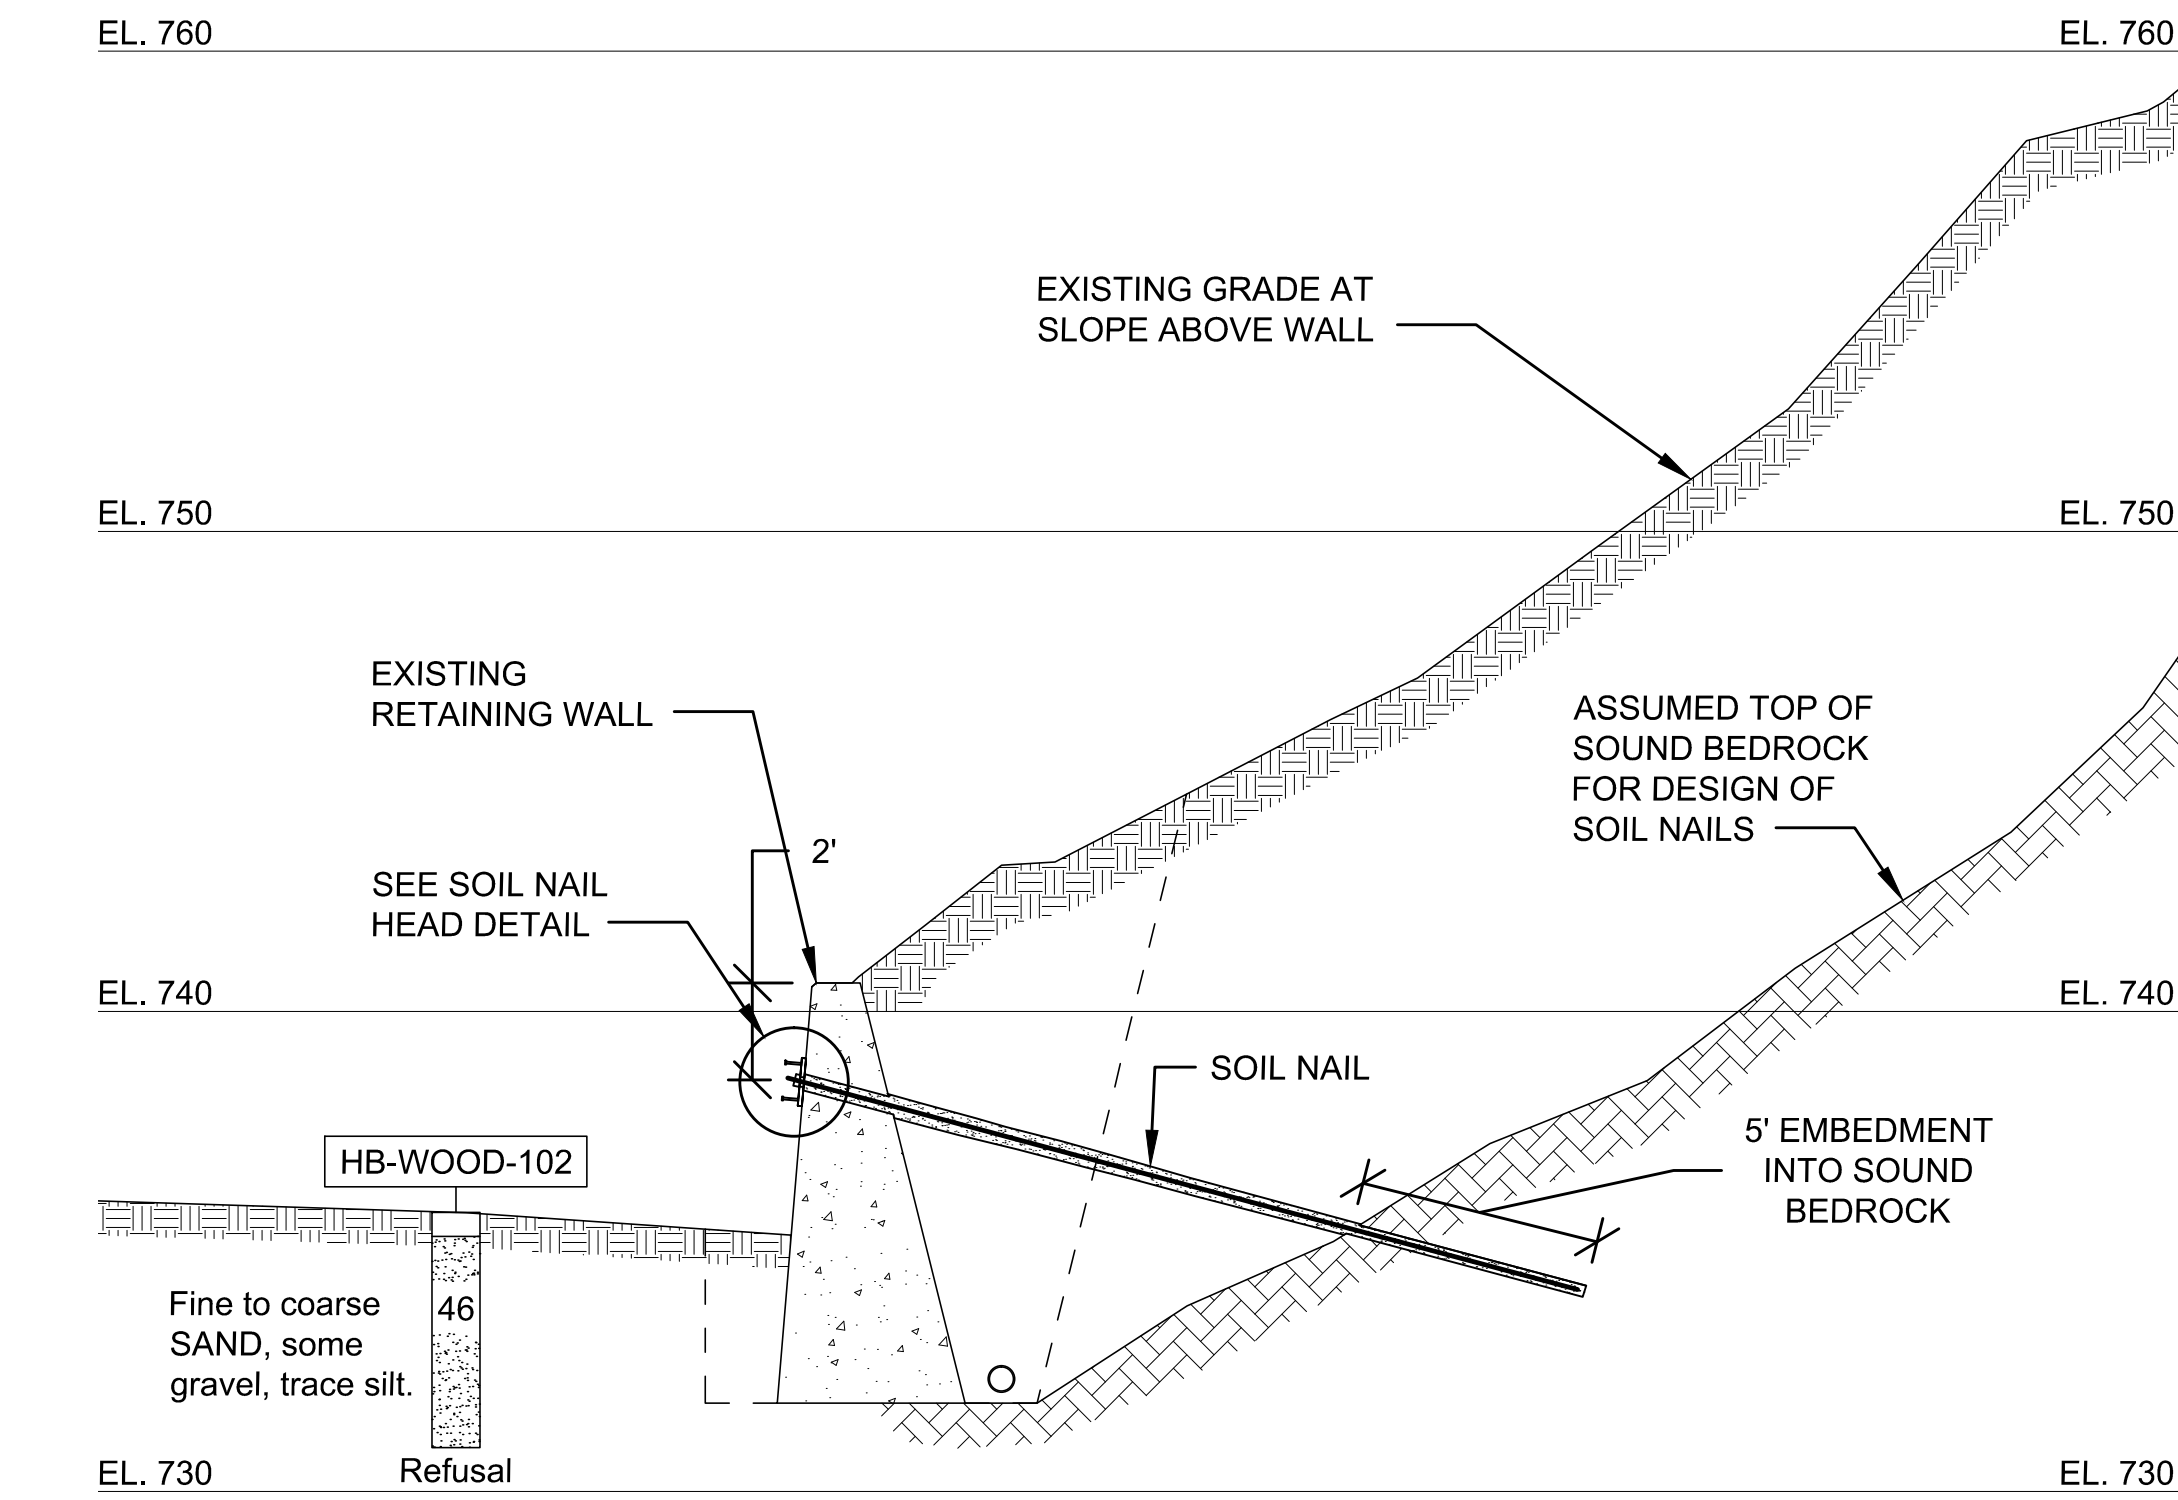 EL. 760
EL. 760
EXISTING GRADE AT
SLOPE ABOVE WALL
EL. 750
EL. 750
EXISTING
RETAINING WALL
ASSUMED TOP OF
SOUND BEDROCK
FOR DESIGN OF
SOIL NAILS
2'
SEE SOIL NAIL
HEAD DETAIL
EL. 740
EL. 740
SOIL NAIL
5' EMBEDMENT
INTO SOUND
BEDROCK
HB-WOOD-102
Fine to coarse
SAND, some
gravel, trace silt.
46
Refusal
EL. 730
EL. 730